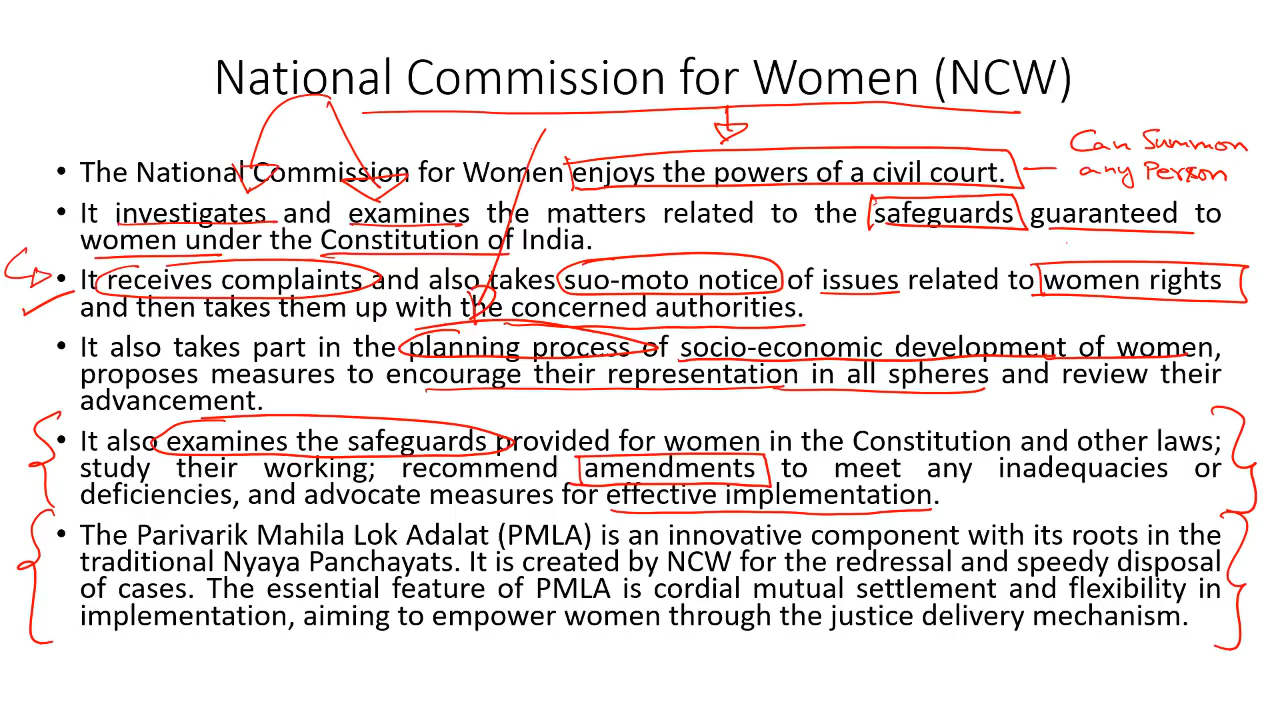 National Commission for Women (NCW)
• The National Commission for Women enjoys the powers of a civil court.
Can Summon
any Person
• It investigates and examines the matters related to the safeguards guaranteed to
women under the Constitution of India.
• It receives complaints and also takes suo-moto notice of issues related to women rights
and then takes them up with the concerned authorities.
• It also takes part in the planning process of socio-economic development of women,
proposes measures to encourage their representation in all spheres and review their
advancement.
• It also examines the safeguards provided for women in the Constitution and other laws;
study their working; recommend amendments to meet any inadequacies or
deficiencies, and advocate measures for effective implementation.
• The Parivarik Mahila Lok Adalat (PMLA) is an innovative component with its roots in the
traditional Nyaya Panchayats. It is created by NCW for the redressal and speedy disposal
of cases. The essential feature of PMLA is cordial mutual settlement and flexibility in
implementation, aiming to empower women through the justice delivery mechanism.